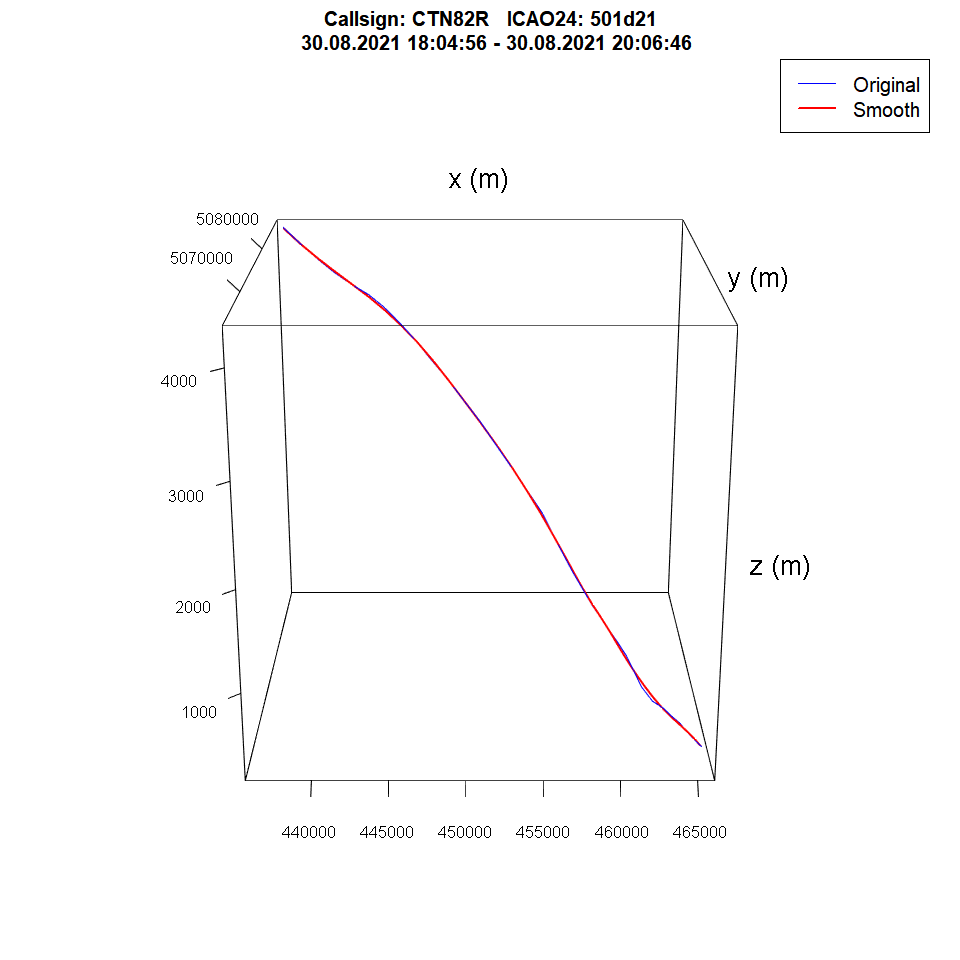 Callsign: CTN82R   ICAO24: 501d21
30.08.2021 18:04:56 - 30.08.2021 20:06:46
Original
Smooth
x (m)
5080000
5070000
y (m)
4000
3000
z (m)
2000
1000
440000 445000 450000 455000 460000 465000